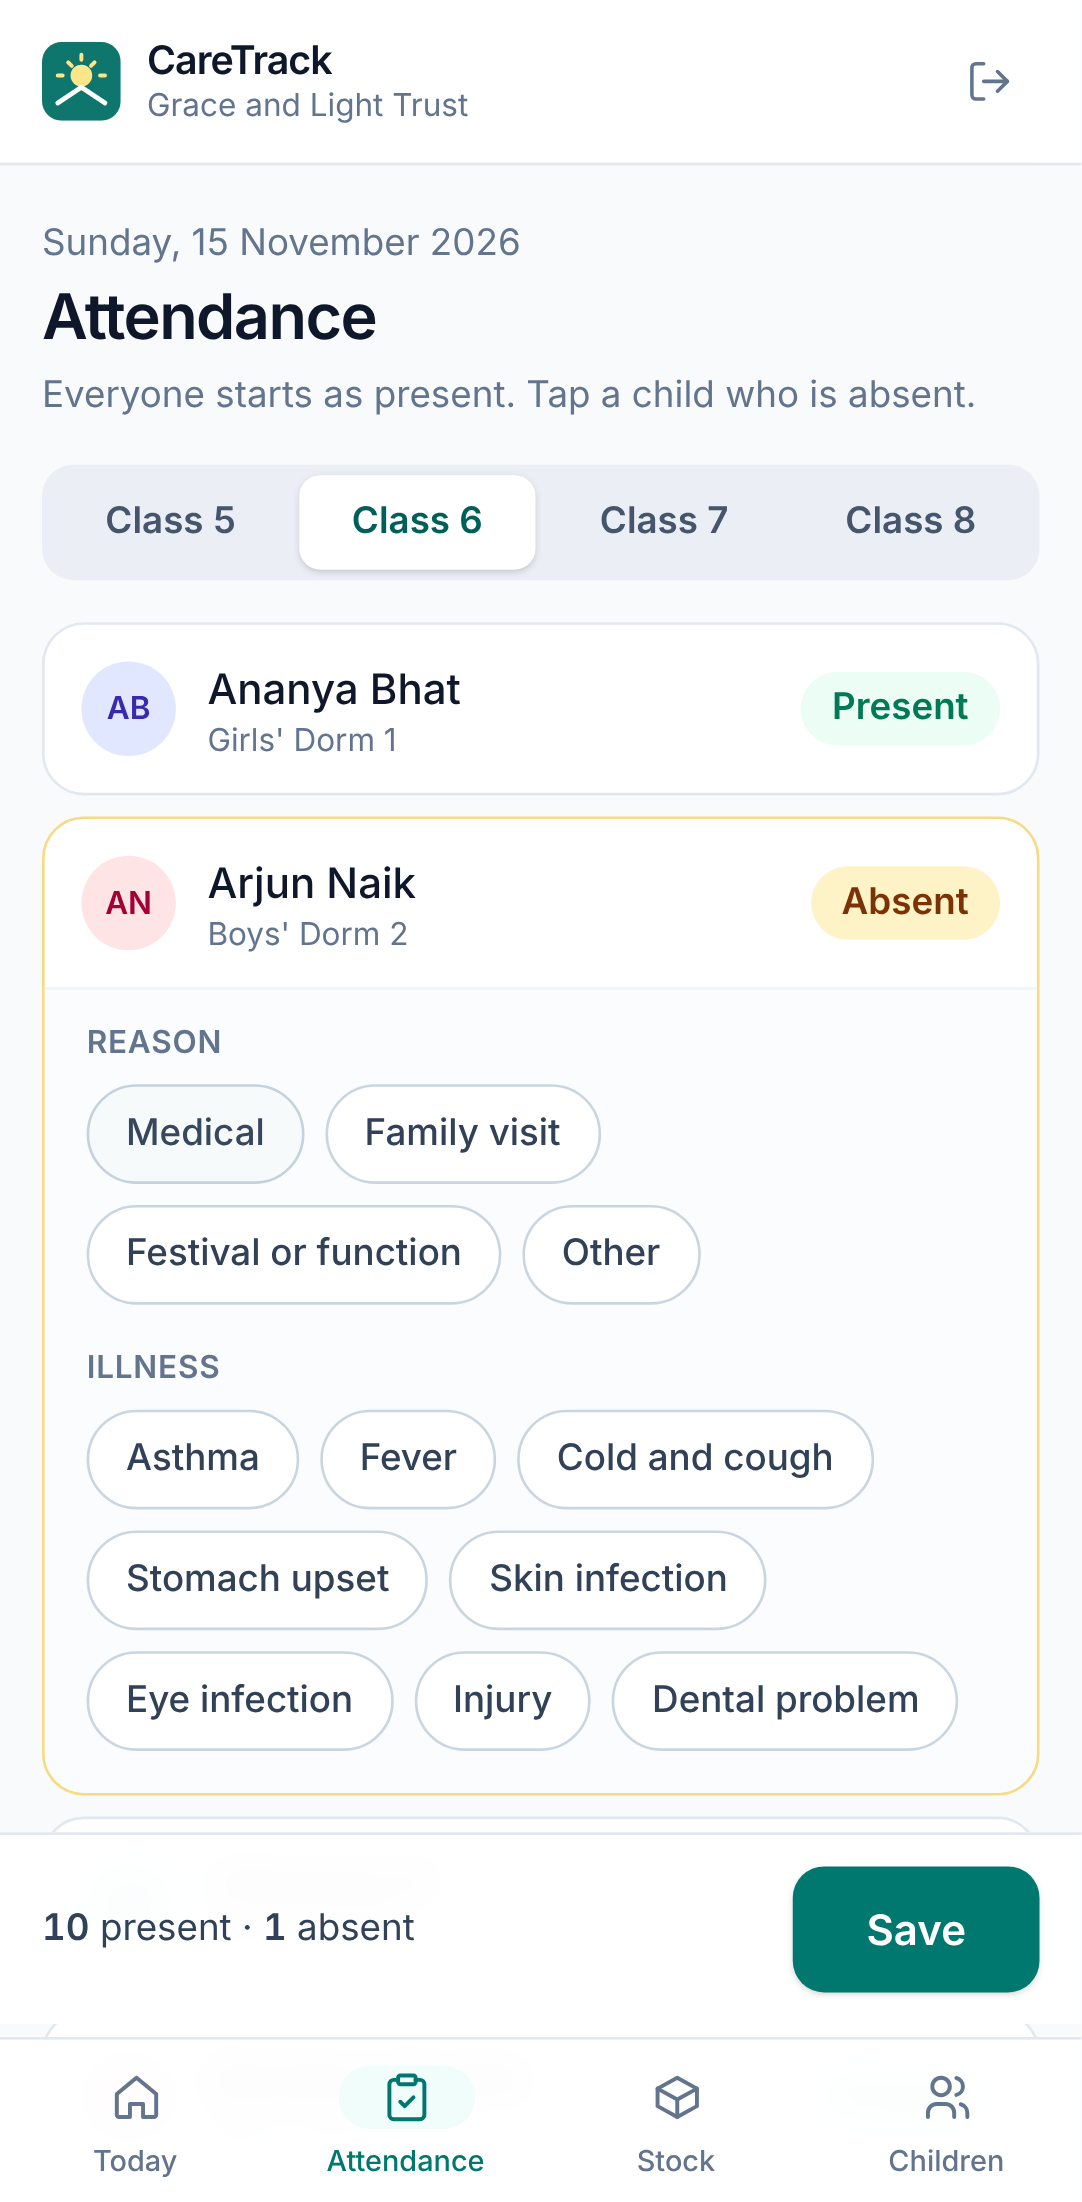 CareTrack
Grace and Light Trust
Sunday, 15 November 2026
Attendance
Everyone starts as present. Tap a child who is absent.
Class 5 Class 6 Class 7 Class 8
AB Ananya Bhat Present
Girls' Dorm 1
AN Arjun Naik Absent
Boys' Dorm 2
REASON
Medical Family visit
Festival or function Other
ILLNESS
Asthma Fever Cold and cough
Stomach upset Skin infection
Eye infection Injury Dental problem
10 present · 1 absent Save
Today Attendance Stock Children